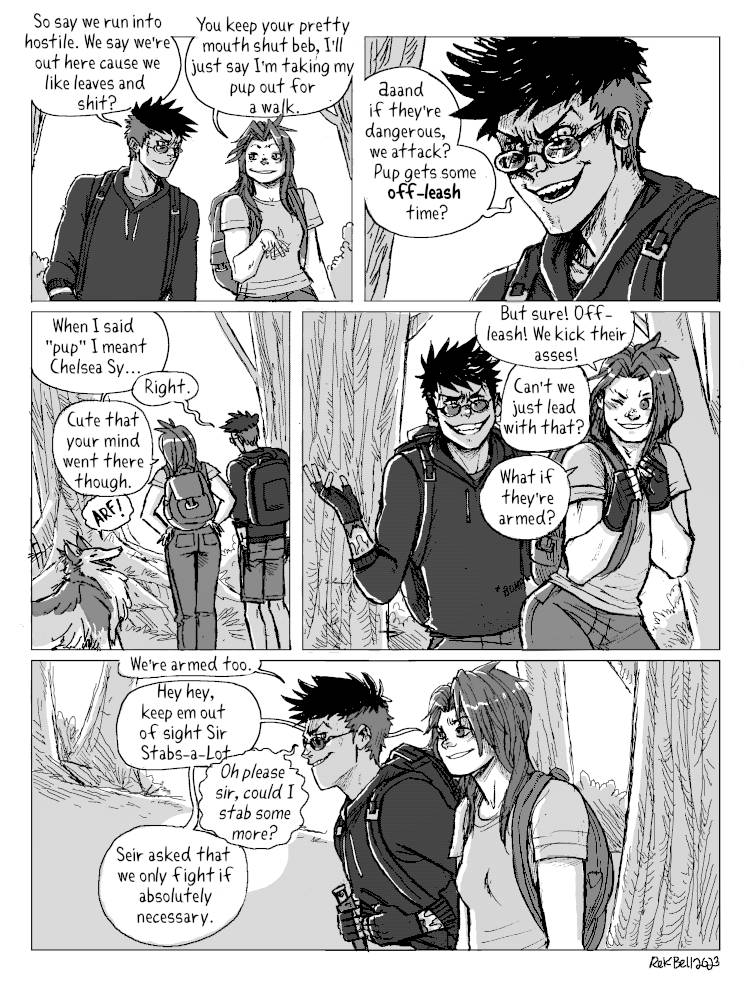 So say we run into
hostile. We say we're
out here cause we
like leaves and
shit?
You keep your pretty
mouth shut beb, I'll
just say I'm taking my
pup out for
a walk.
aaand
if they're
dangerous,
we attack?
Pup gets some
off-leash
time?
When I said
"pup" I meant
Chelsea Sy...
Right.
Cute that
your mind
went there
though.
ARF!
But sure! Off-
leash! We kick their
asses!
Can't we
just lead
with that?
What if
they're
armed?
We're armed too.
Hey hey,
keep em out
of sight Sir
Stabs-a-Lot
Oh please
sir, could I
stab some
more?
Seir asked that
we only fight if
absolutely
necessary.
RekBell2023